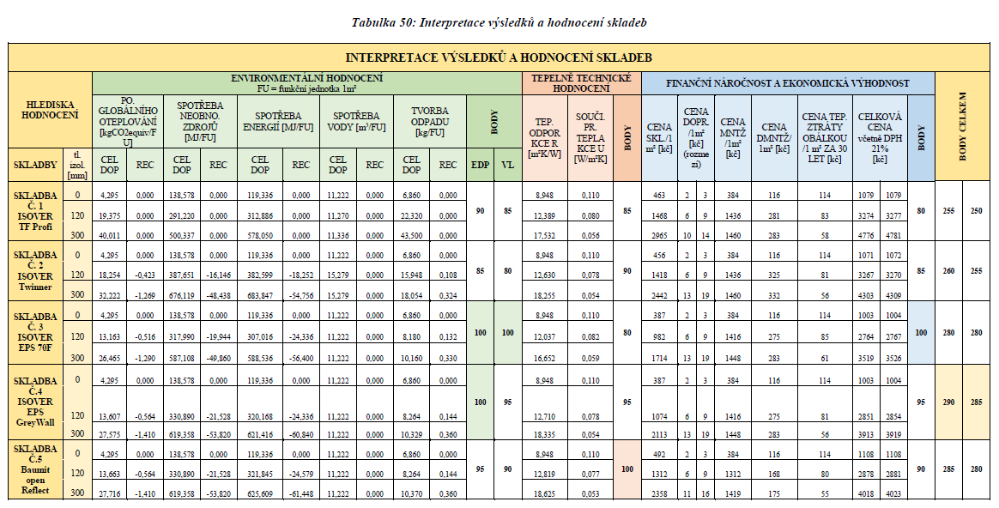 Tabulka 50: Interpretace výsledků a hodnocení skladeb
INTERPRETACE VÝSLEDKŮ A HODNOCENÍ SKLADEB
HLEDISKA HODNOCENÍ
ENVIRONMENTÁLNÍ HODNOCENÍ
FU = funkční jednotka 1m²
TEPELNĚ TECHNICKÉ HODNOCENÍ
FINANČNÍ NÁROČNOST A EKONOMICKÁ VÝHODNOST
BODY CELKEM
PO. GLOBÁLNÍHO OTEPLOVÁNÍ [kgCO2equiv/FU]
SPOTŘEBA NEOBNO. ZDROJŮ [MJ/FU]
SPOTŘEBA ENERGIÍ [MJ/FU]
SPOTŘEBA VODY [m³/FU]
TVORBA ODPADU [kg/FU]
BODY
TEP. ODPOR KCE R [m²K/W]
SOUČI. PR. TEPLA KCE U [W/m²K]
BODY
CENA SKL./1 m² [kč]
CENA DOPR. /1m² [kč] (rozmezí)
CENA MNTŽ /1m² [kč]
CENA DMNTŽ/ 1m² [kč]
CENA TEP. ZTRÁTY OBÁLKOU /1 m² ZA 30 LET [kč]
CELKOVÁ CENA včetně DPH 21% [kč]
BODY
SKLADBY tl. izol. [mm] CEL DOP REC CEL DOP REC CEL DOP REC CEL DOP REC CEL DOP REC EDP VL
SKLADBA Č. 1 ISOVER TF Profi
0 4,295 0,000 138,578 0,000 119,336 0,000 11,222 0,000 6,860 0,000 8,948 0,110 463 2 3 384 116 114 1079 1079
120 19,375 0,000 291,220 0,000 312,886 0,000 11,270 0,000 22,320 0,000 90 85 12,389 0,080 85 1468 6 9 1436 281 83 3274 3277 80 255 250
300 40,011 0,000 500,337 0,000 578,050 0,000 11,336 0,000 43,500 0,000 17,532 0,056 2965 10 14 1460 283 58 4776 4781
SKLADBA Č. 2 ISOVER Twinner
0 4,295 0,000 138,578 0,000 119,336 0,000 11,222 0,000 6,860 0,000 8,948 0,110 456 2 3 384 116 114 1071 1072
120 18,254 -0,423 387,651 -16,146 382,599 -18,252 15,279 0,000 15,948 0,108 85 80 12,630 0,078 90 1418 6 9 1436 325 81 3267 3270 85 260 255
300 32,222 -1,269 676,119 -48,438 683,847 -54,756 15,279 0,000 18,054 0,324 18,255 0,054 2442 13 19 1460 332 56 4303 4309
SKLADBA Č. 3 ISOVER EPS 70F
0 4,295 0,000 138,578 0,000 119,336 0,000 11,222 0,000 6,860 0,000 8,948 0,110 387 2 3 384 116 114 1003 1004
120 13,163 -0,516 317,990 -19,944 307,016 -24,336 11,222 0,000 8,180 0,132 100 100 12,037 0,082 80 982 6 9 1416 275 85 2764 2767 100 280 280
300 26,465 -1,290 587,108 -49,860 588,536 -56,400 11,222 0,000 10,160 0,330 16,652 0,059 1714 13 19 1448 283 61 3519 3526
SKLADBA Č.4 ISOVER EPS GreyWall
0 4,295 0,000 138,578 0,000 119,336 0,000 11,222 0,000 6,860 0,000 8,948 0,110 387 2 3 384 116 114 1003 1004
120 13,607 -0,564 330,890 -21,528 320,168 -24,336 11,222 0,000 8,264 0,144 100 95 12,710 0,078 95 1074 6 9 1416 275 81 2851 2854 95 290 285
300 27,575 -1,410 619,358 -53,820 621,416 -60,840 11,222 0,000 10,329 0,360 18,335 0,054 2113 13 19 1448 283 56 3913 3919
SKLADBA Č.5 Baumit open Reflect
0 4,295 0,000 138,578 0,000 119,336 0,000 11,222 0,000 6,860 0,000 8,948 0,110 492 2 3 384 116 114 1108 1108
120 13,663 -0,564 330,890 -21,528 321,845 -24,579 11,222 0,000 8,264 0,144 95 90 12,819 0,077 100 1312 6 9 1312 168 80 2878 2881 90 285 280
300 27,716 -1,410 619,358 -53,820 625,609 -61,448 11,222 0,000 10,370 0,360 18,625 0,053 2358 11 16 1419 175 55 4018 4023